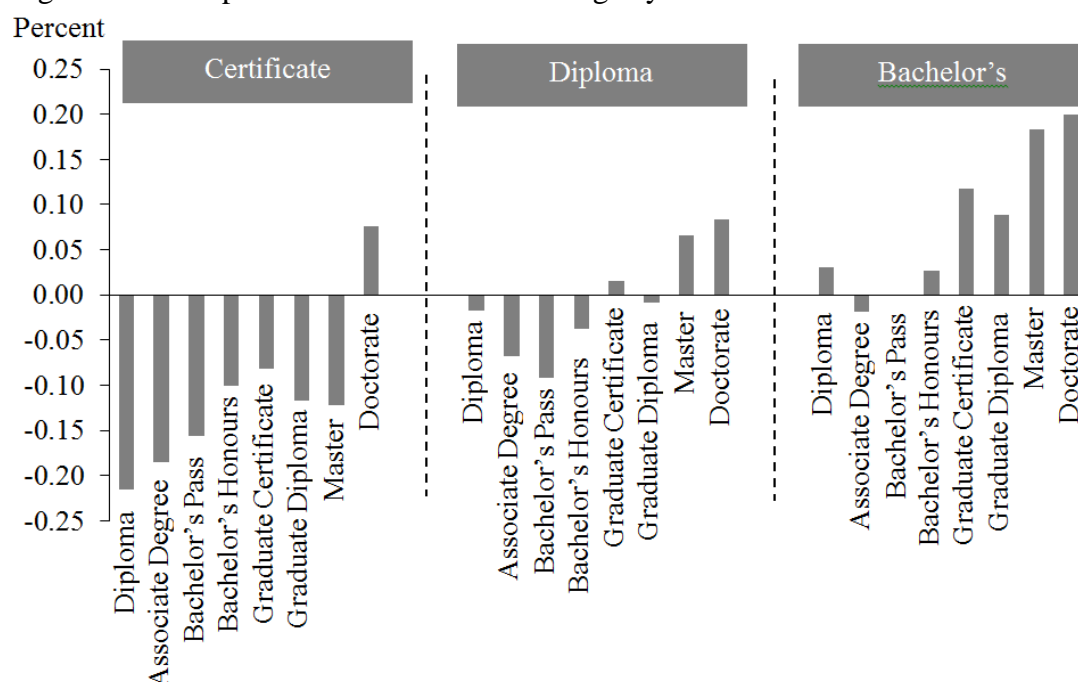 Percent
Certificate
Diploma
Bachelor's
0.25
0.20
0.15
0.10
0.05
0.00
-0.05
-0.10
-0.15
-0.20
-0.25
Diploma
Associate Degree
Bachelor's Pass
Bachelor's Honours
Graduate Certificate
Graduate Diploma
Master
Doctorate
Diploma
Associate Degree
Bachelor's Pass
Bachelor's Honours
Graduate Certificate
Graduate Diploma
Master
Doctorate
Diploma
Associate Degree
Bachelor's Pass
Bachelor's Honours
Graduate Certificate
Graduate Diploma
Master
Doctorate